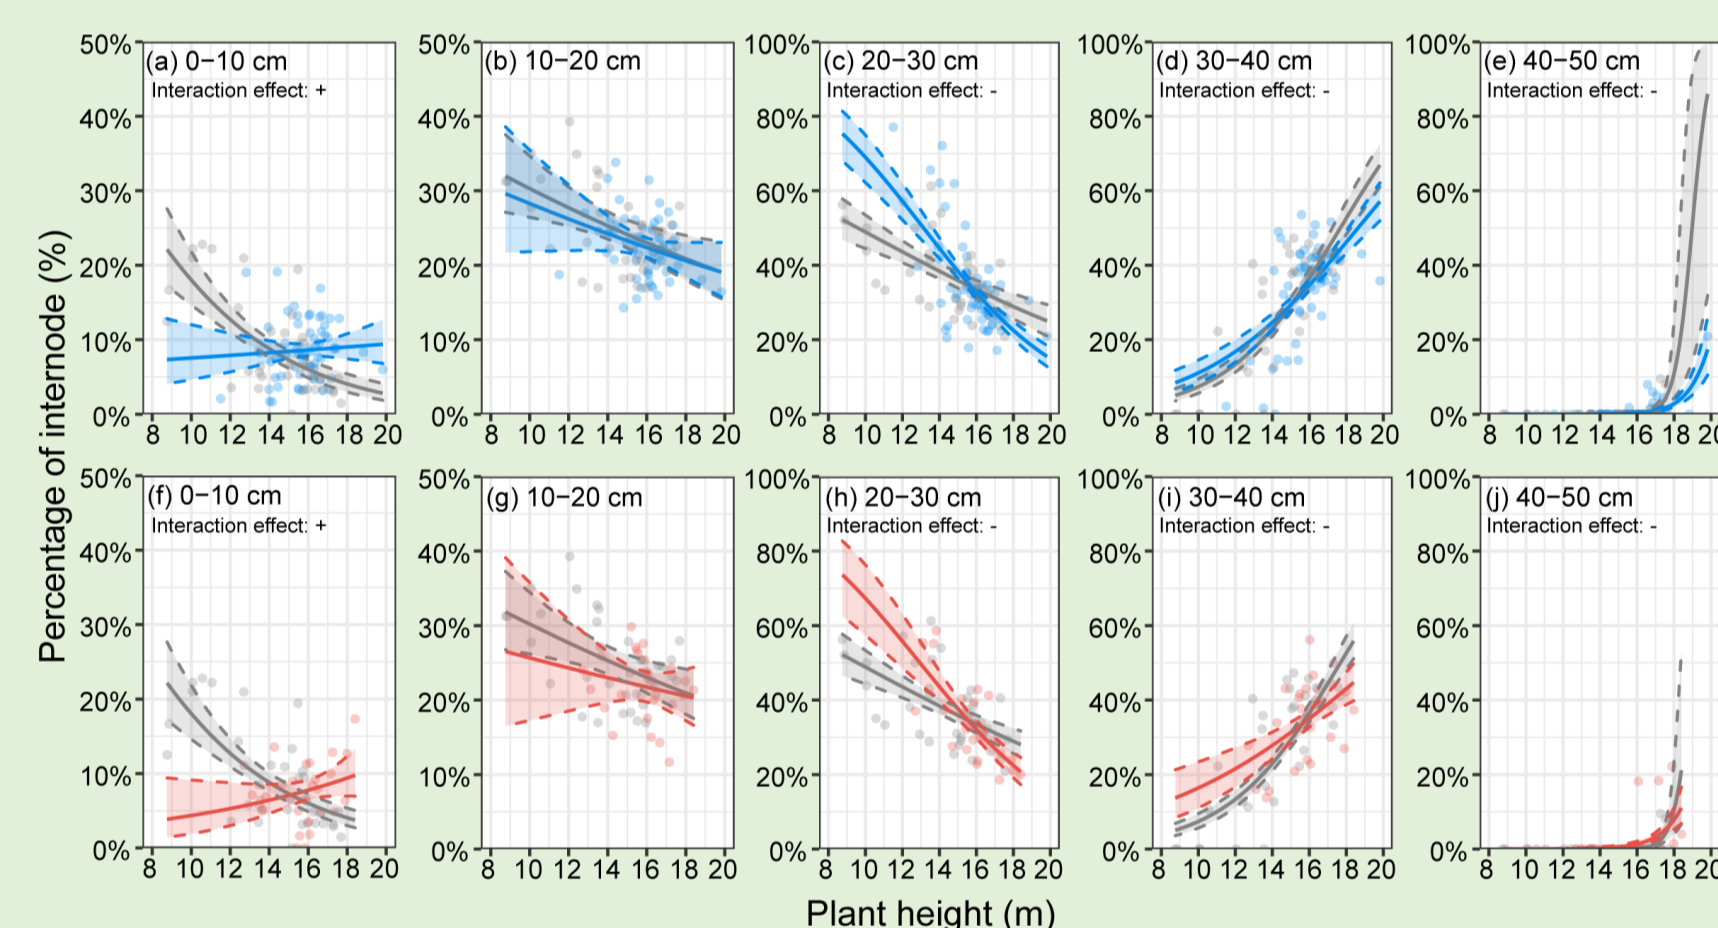 Percentage of internode (%)
50% 50% 100% 100% 100%
(a) 0−10 cm (b) 10−20 cm (c) 20−30 cm (d) 30−40 cm (e) 40−50 cm
Interaction effect: + Interaction effect: - Interaction effect: - Interaction effect: -
40% 40% 80% 80% 80%
30% 30% 60% 60% 60%
20% 20% 40% 40% 40%
10% 10% 20% 20% 20%
0% 0% 0% 0% 0%
8 10 12 14 16 18 20 8 10 12 14 16 18 20 8 10 12 14 16 18 20 8 10 12 14 16 18 20 8 10 12 14 16 18 20
50% 50% 100% 100% 100%
(f) 0−10 cm (g) 10−20 cm (h) 20−30 cm (i) 30−40 cm (j) 40−50 cm
Interaction effect: + Interaction effect: - Interaction effect: - Interaction effect: -
40% 40% 80% 80% 80%
30% 30% 60% 60% 60%
20% 20% 40% 40% 40%
10% 10% 20% 20% 20%
0% 0% 0% 0% 0%
8 10 12 14 16 18 20 8 10 12 14 16 18 20 8 10 12 14 16 18 20 8 10 12 14 16 18 20 8 10 12 14 16 18 20
Plant height (m)